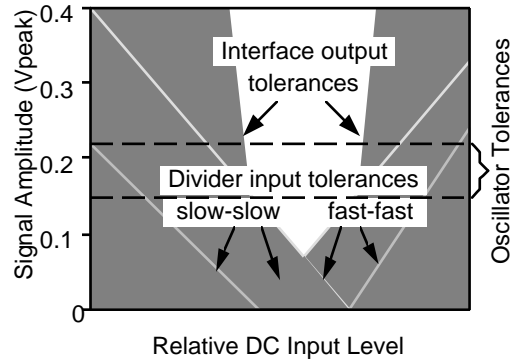 Signal Amplitude (Vpeak)
0.4
0.3
0.2
0.1
0
Interface output
tolerances
Divider input tolerances
slow-slow fast-fast
Oscillator Tolerances
Relative DC Input Level